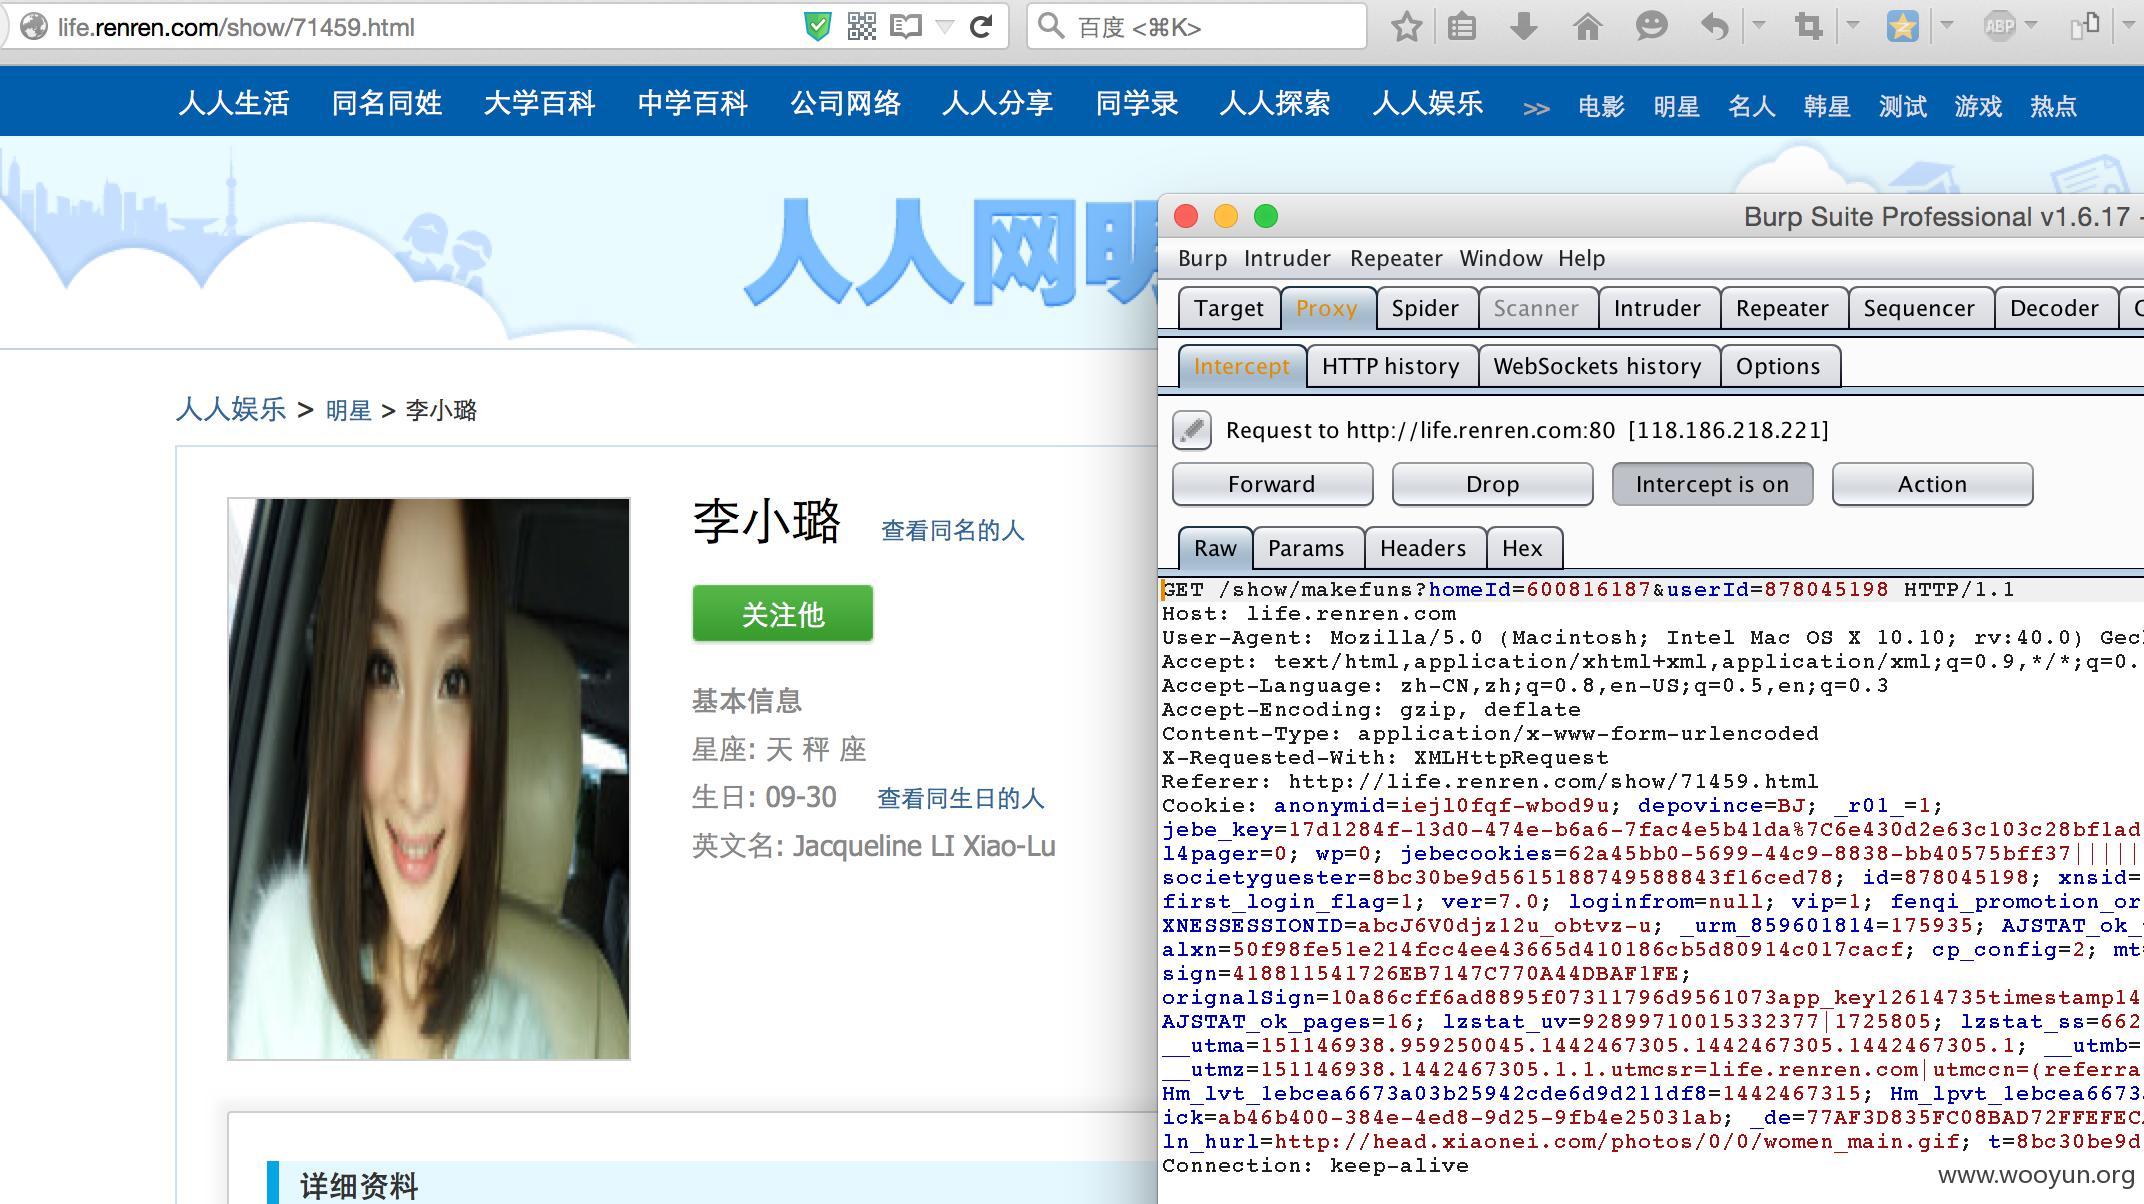 life.renren.com/show/71459.html
百度 <⌘K>
ABP
人人生活 同名同姓 大学百科 中学百科 公司网络 人人分享 同学录 人人探索 人人娱乐 >> 电影 明星 名人 韩星 测试 游戏 热点
人人网明
人人娱乐 > 明星 > 李小璐
李小璐 查看同名的人
关注他
基本信息
星座: 天 秤 座
生日: 09-30 查看同生日的人
英文名: Jacqueline LI Xiao-Lu
详细资料
Burp Suite Professional v1.6.17 -
Burp Intruder Repeater Window Help
Target Proxy Spider Scanner Intruder Repeater Sequencer Decoder
Intercept HTTP history WebSockets history Options
Request to http://life.renren.com:80 [118.186.218.221]
Forward Drop Intercept is on Action
Raw Params Headers Hex
GET /show/makefuns?homeId=600816187&userId=878045198 HTTP/1.1
Host: life.renren.com
User-Agent: Mozilla/5.0 (Macintosh; Intel Mac OS X 10.10; rv:40.0) Gec
Accept: text/html,application/xhtml+xml,application/xml;q=0.9,*/*;q=0.
Accept-Language: zh-CN,zh;q=0.8,en-US;q=0.5,en;q=0.3
Accept-Encoding: gzip, deflate
Content-Type: application/x-www-form-urlencoded
X-Requested-With: XMLHttpRequest
Referer: http://life.renren.com/show/71459.html
Cookie: anonymid=iejl0fqf-wbod9u; depovince=BJ; _r01_=1;
jebe_key=17d1284f-13d0-474e-b6a6-7fac4e5b41da%7C6e430d2e63c103c28bf1ad
l4pager=0; wp=0; jebecookies=62a45bb0-5699-44c9-8838-bb40575bff37|||||
societyguester=8bc30be9d56151887495888​43f16ced78; id=878045198; xnsid=
first_login_flag=1; ver=7.0; loginfrom=null; vip=1; fenqi_promotion_or
XNESSESSIONID=abcJ6V0djz12u_obtvz-u; _urm_859601814=175935; AJSTAT_ok_
alxn=50f98fe51e214fcc4ee43665d410186cb5d80914c017cacf; cp_config=2; mt=
sign=418811541726EB7147C770A44DBAF1FE;
orignalSign=10a86cff6ad8895f07311796d9561073app_key12614735timestamp14
AJSTAT_ok_pages=16; lzstat_uv=92899710015332377|1725805; lzstat_ss=662
__utma=151146938.959250045.1442467305.1442467305.1442467305.1; __utmb=
__utmz=151146938.1442467305.1.1.utmcsr=life.renren.com|utmccn=(referra
Hm_lvt_1ebcea6673a03b25942cde6d9d211df8=1442467315; Hm_lpvt_1ebcea6673
ick=ab46b400-384e-4ed8-9d25-9fb4e25031ab; _de=77AF3D835FC08BAD72FFEFEC
ln_hurl=http://head.xiaonei.com/photos/0/0/women_main.gif; t=8bc30be9d
Connection: keep-alive
www.wooyun.org